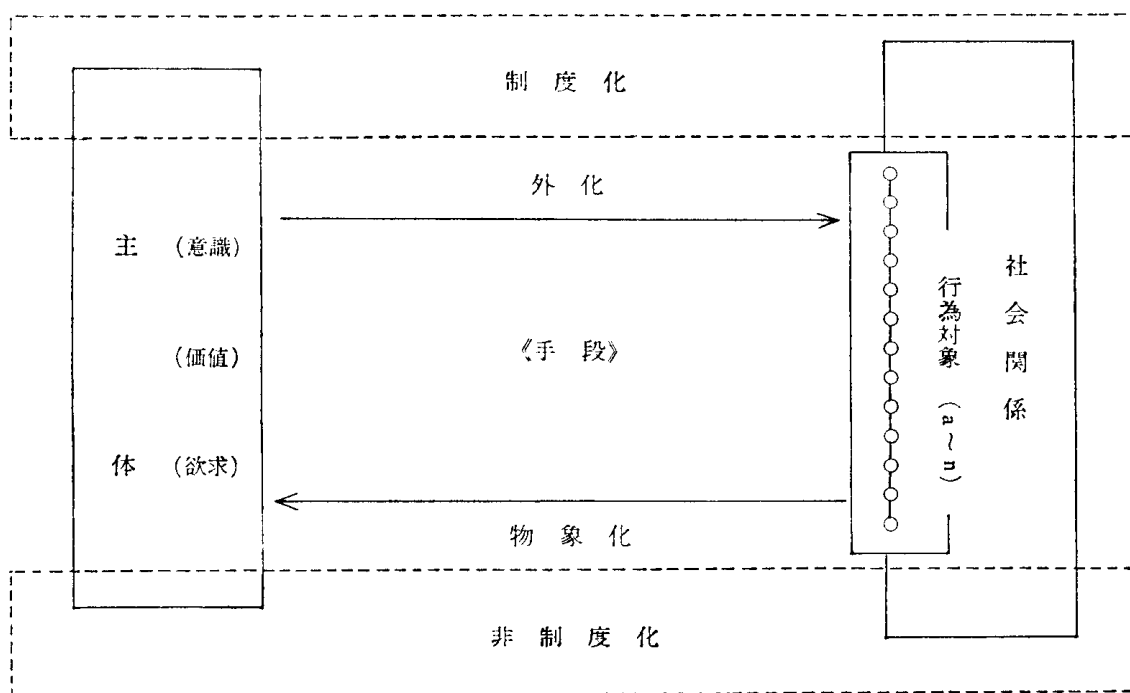 制度化
外化
主 (意識)
(価値)
体 (欲求)
《手段》
行為対象 (a~n)
社会関係
物象化
非制度化